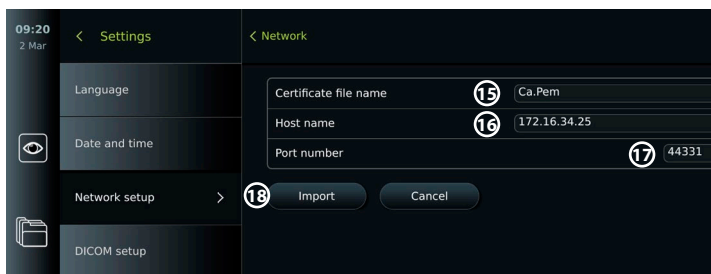 09:20
2 Mar
< Settings
< Network
Language
Date and time
Network setup >
DICOM setup
Certificate file name 15 Ca.Pem
Host name 16 172.16.34.25
Port number 17 44331
18 Import Cancel